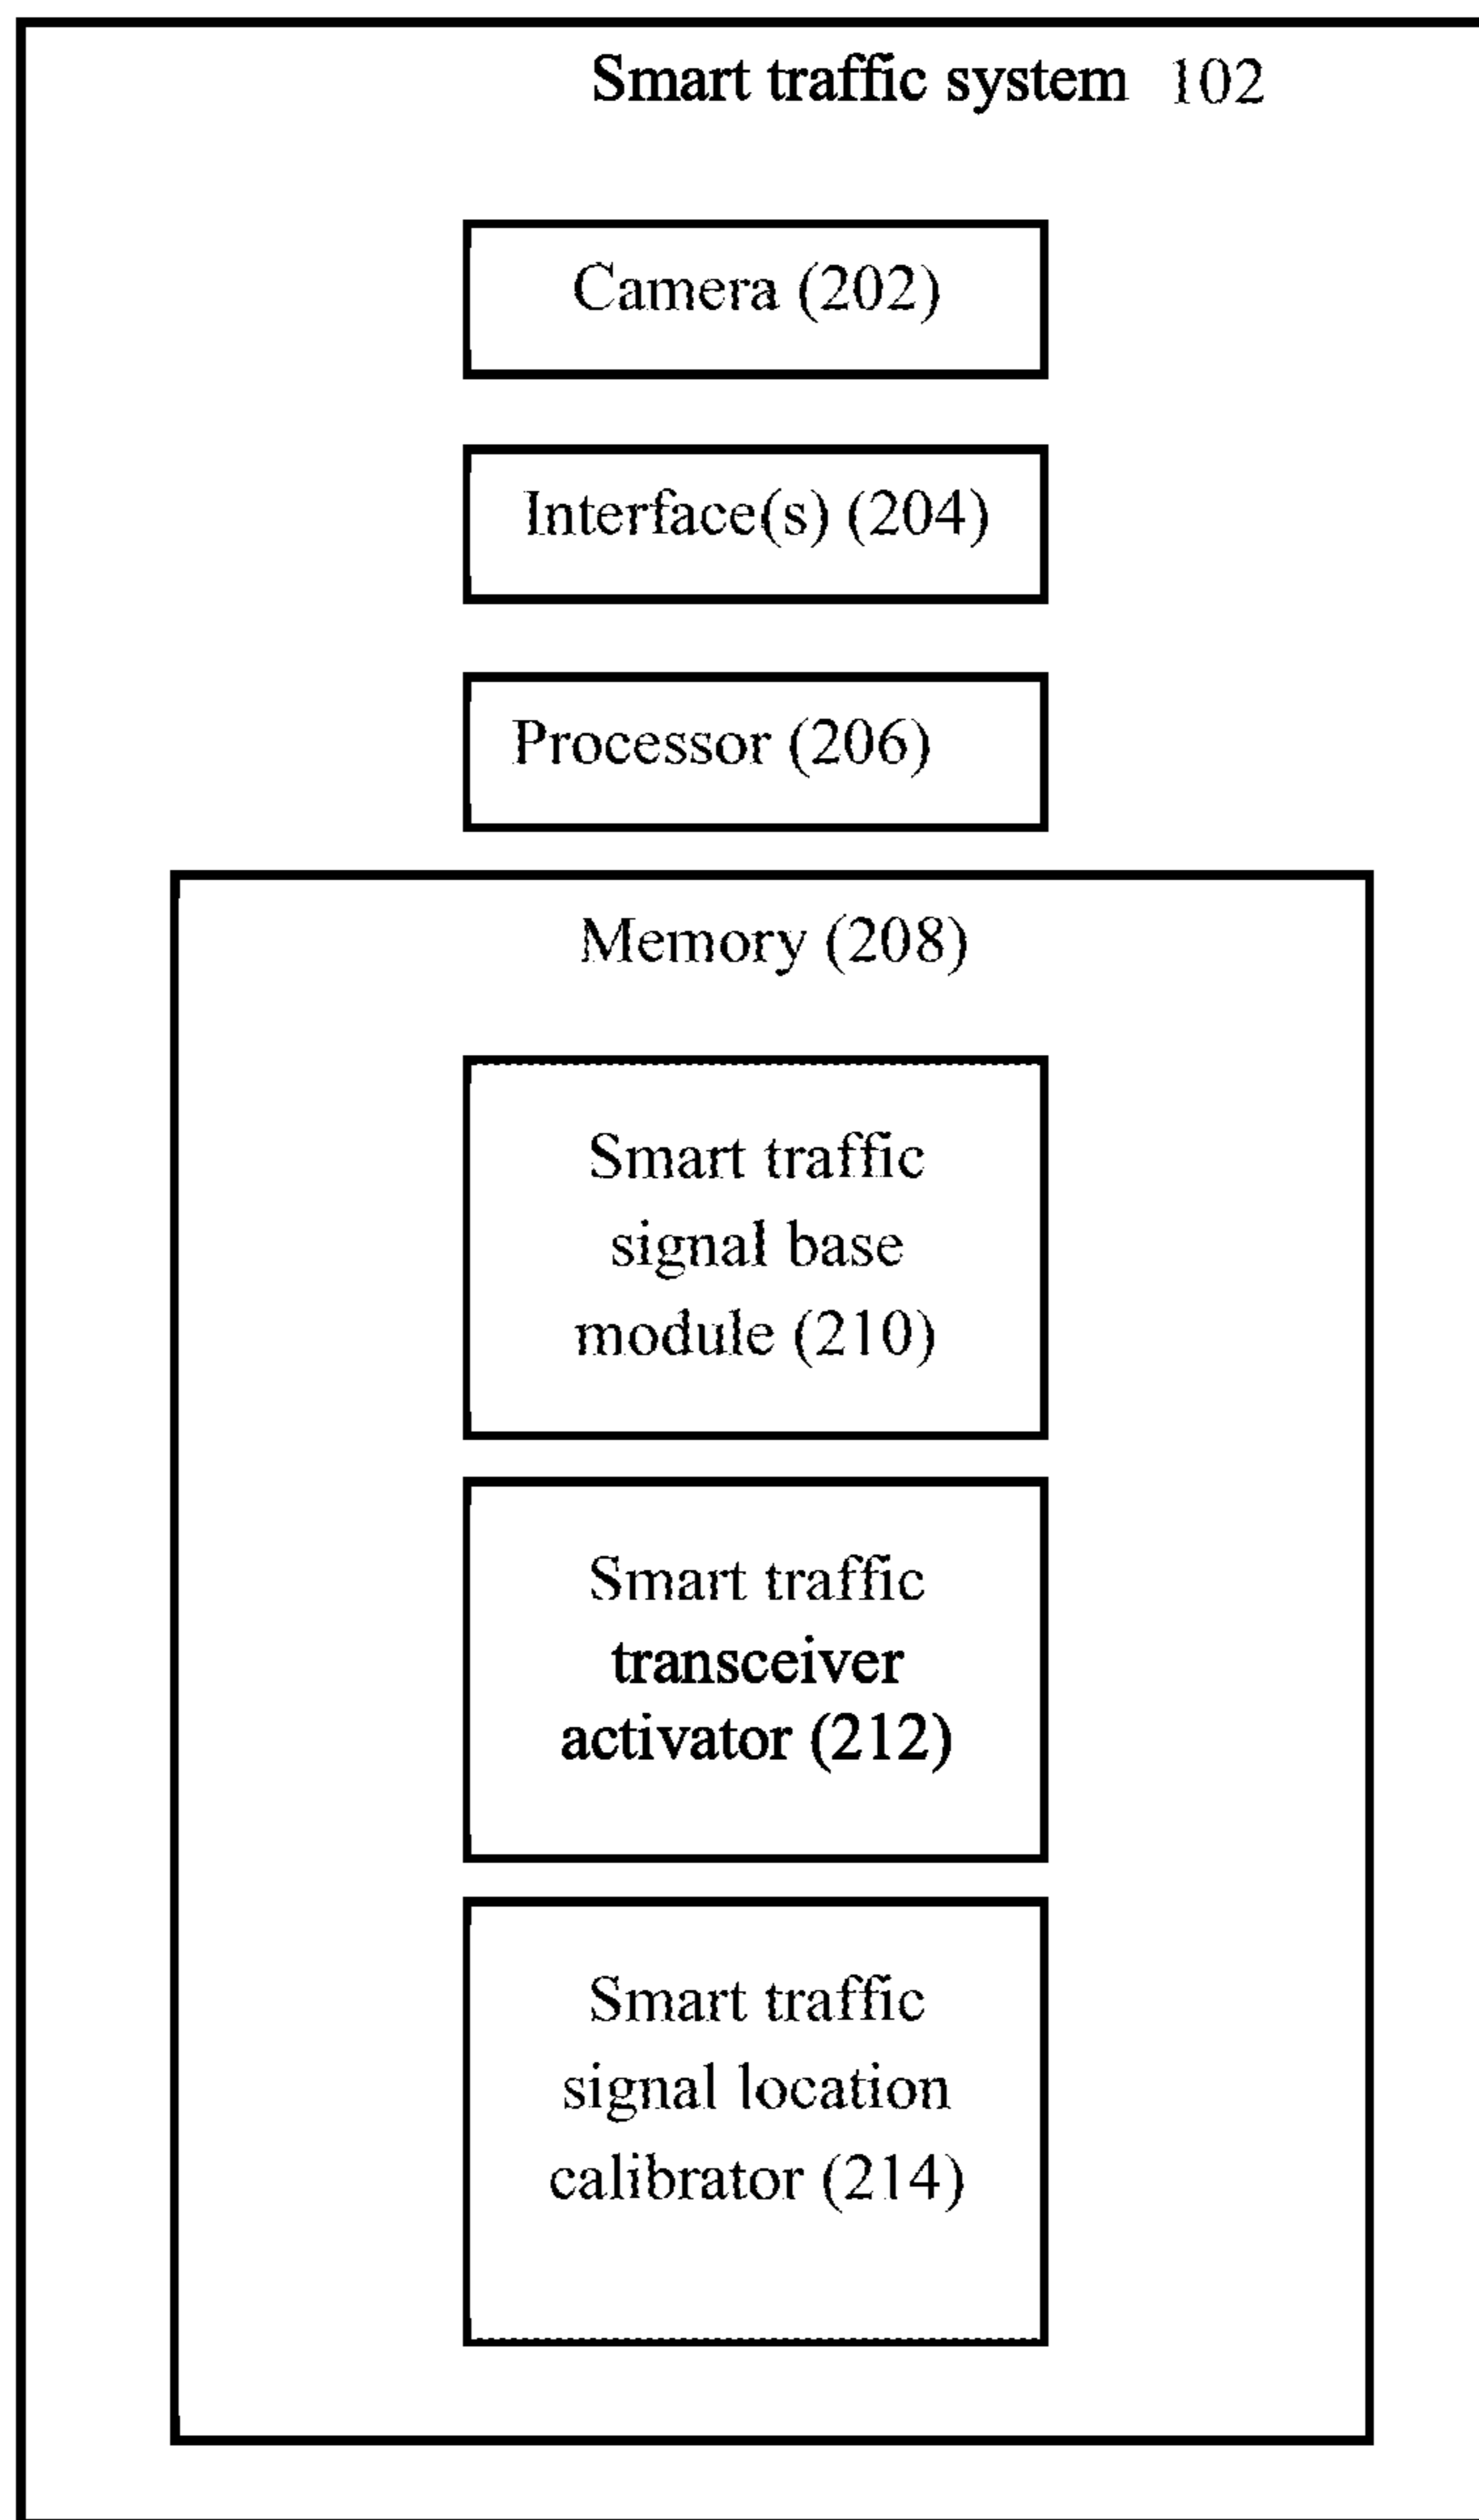 Smart traffic system 102
Camera (202)
Interface(s) (204)
Processor (206)
Memory (208)
Smart traffic
signal base
module (210)
Smart traffic
transceiver
activator (212)
Smart traffic
signal location
calibrator (214)